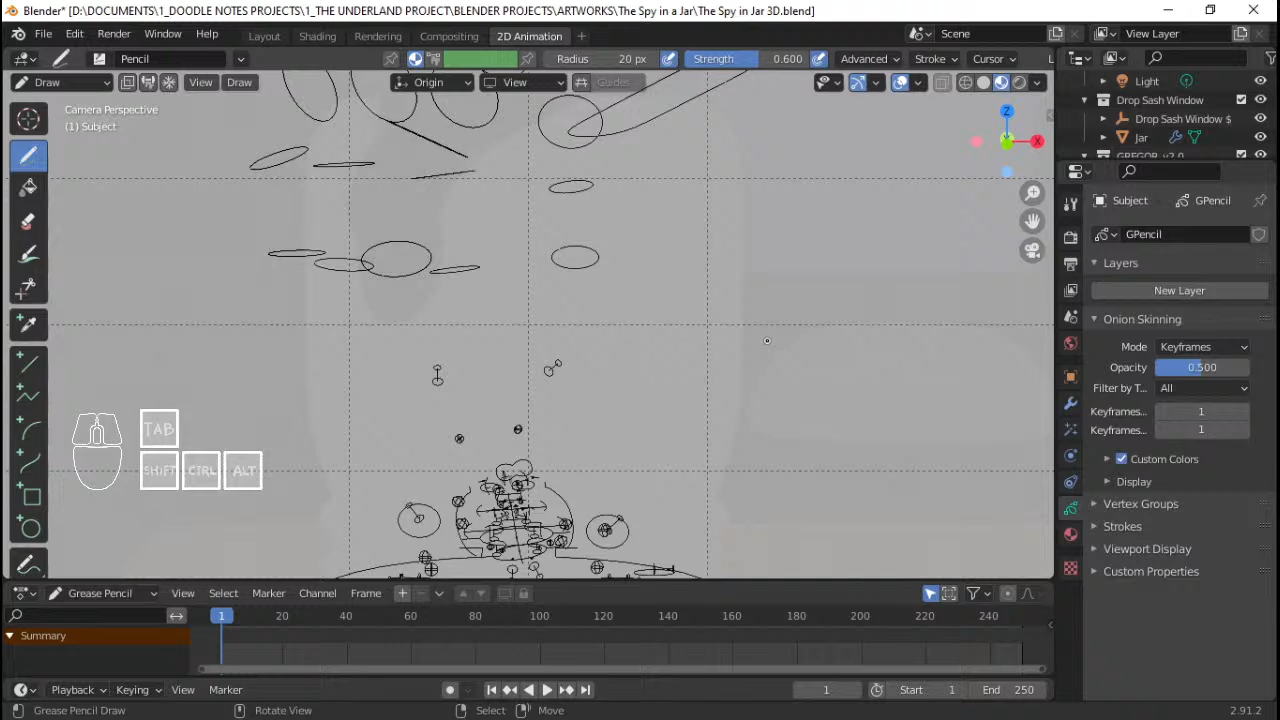 Blender* [D:\DOCUMENTS\1_DOODLE NOTES PROJECTS\1_THE UNDERLAND PROJECT\BLENDER PROJECTS\ARTWORKS\The Spy in a Jar\The Spy in Jar 3D.blend]
File Edit Render Window Help Layout Shading Rendering Compositing 2D Animation Scene View Layer
Pencil Radius 20 px Strength 0.600 Advanced Stroke Cursor
Draw View Draw Origin View Guides
Light
Drop Sash Window
Drop Sash Window $
Jar
GREGOR_v2.0
Camera Perspective
(1) Subject
Z
X
Subject GPencil
GPencil
Layers
New Layer
Onion Skinning
Mode Keyframes
Opacity 0.500
Filter by T... All
Keyframes... 1
Keyframes... 1
Custom Colors
Display
Vertex Groups
Strokes
Viewport Display
Custom Properties
TAB
SHIFT CTRL ALT
Grease Pencil View Select Marker Channel Frame
1 20 40 60 80 100 120 140 160 180 200 220 240
Summary
Playback Keying View Marker 1 Start 1 End 250
Grease Pencil Draw Rotate View Select Move 2.91.2